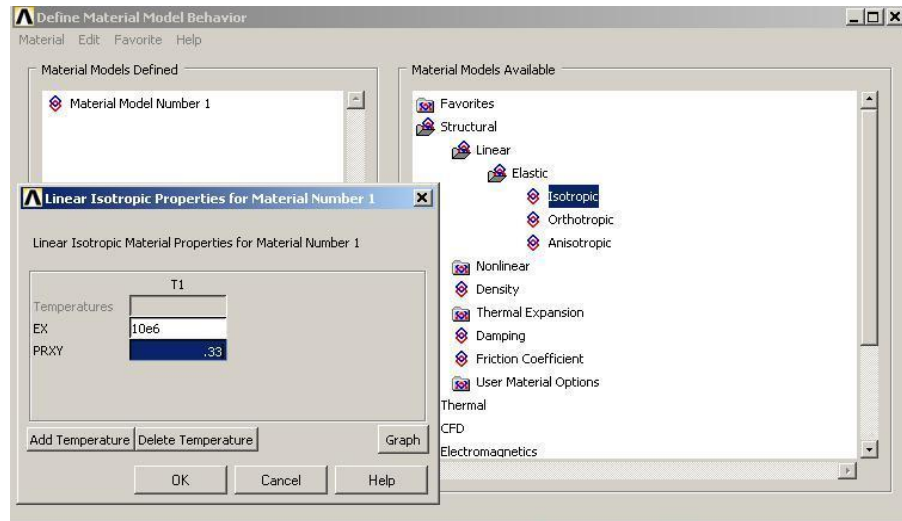 Define Material Model Behavior
Material Edit Favorite Help
Material Models Defined
Material Model Number 1
Material Models Available
Favorites
Structural
Linear
Elastic
Isotropic
Orthotropic
Anisotropic
Nonlinear
Density
Thermal Expansion
Damping
Friction Coefficient
User Material Options
Thermal
CFD
Electromagnetics
Linear Isotropic Properties for Material Number 1
Linear Isotropic Material Properties for Material Number 1
T1
Temperatures
EX 10e6
PRXY .33
Add Temperature Delete Temperature Graph
OK Cancel Help